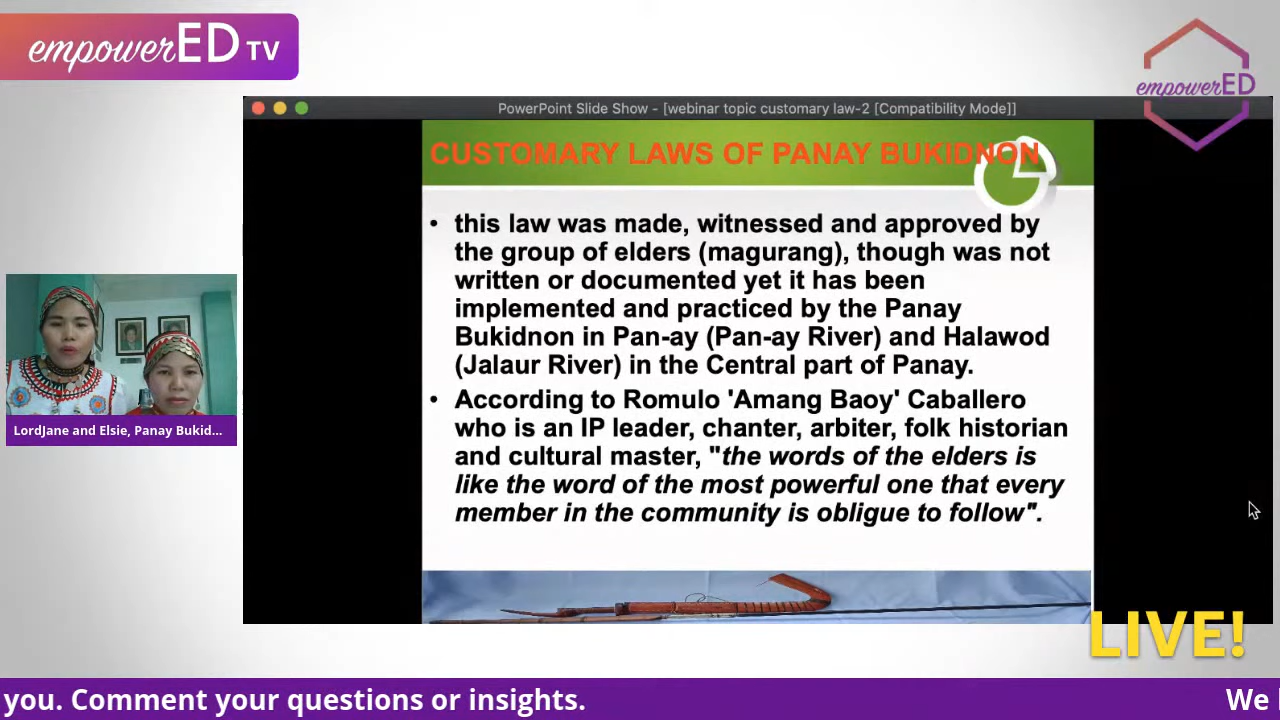 empowerED TV
empowerED
PowerPoint Slide Show - [webinar topic customary law-2 [Compatibility Mode]]
CUSTOMARY LAWS OF PANAY BUKIDNON
• this law was made, witnessed and approved by
the group of elders (magurang), though was not
written or documented yet it has been
implemented and practiced by the Panay
Bukidnon in Pan-ay (Pan-ay River) and Halawod
(Jalaur River) in the Central part of Panay.
• According to Romulo 'Amang Baoy' Caballero
who is an IP leader, chanter, arbiter, folk historian
and cultural master, "the words of the elders is
like the word of the most powerful one that every
member in the community is obligue to follow".
LordJane and Elsie, Panay Bukid...
LIVE!
you. Comment your questions or insights.
We